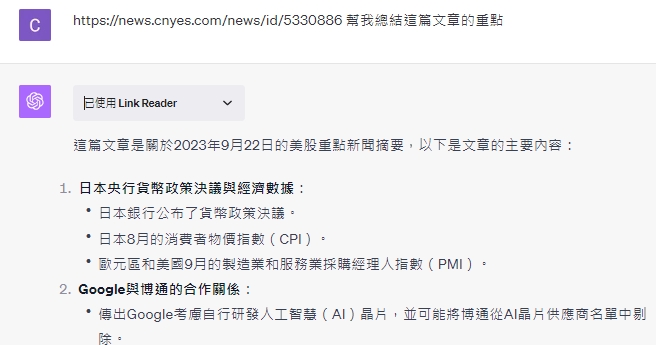 C
https://news.cnyes.com/news/id/5330886 幫我總結這篇文章的重點
已使用 Link Reader
這篇文章是關於2023年9月22日的美股重點新聞摘要，以下是文章的主要內容：
1. 日本央行貨幣政策決議與經濟數據：
• 日本銀行公布了貨幣政策決議。
• 日本8月的消費者物價指數（CPI）。
• 歐元區和美國9月的製造業和服務業採購經理人指數（PMI）。
2. Google與博通的合作關係：
• 傳出Google考慮自行研發人工智慧（AI）晶片，並可能將博通從AI晶片供應商名單中剔
除。